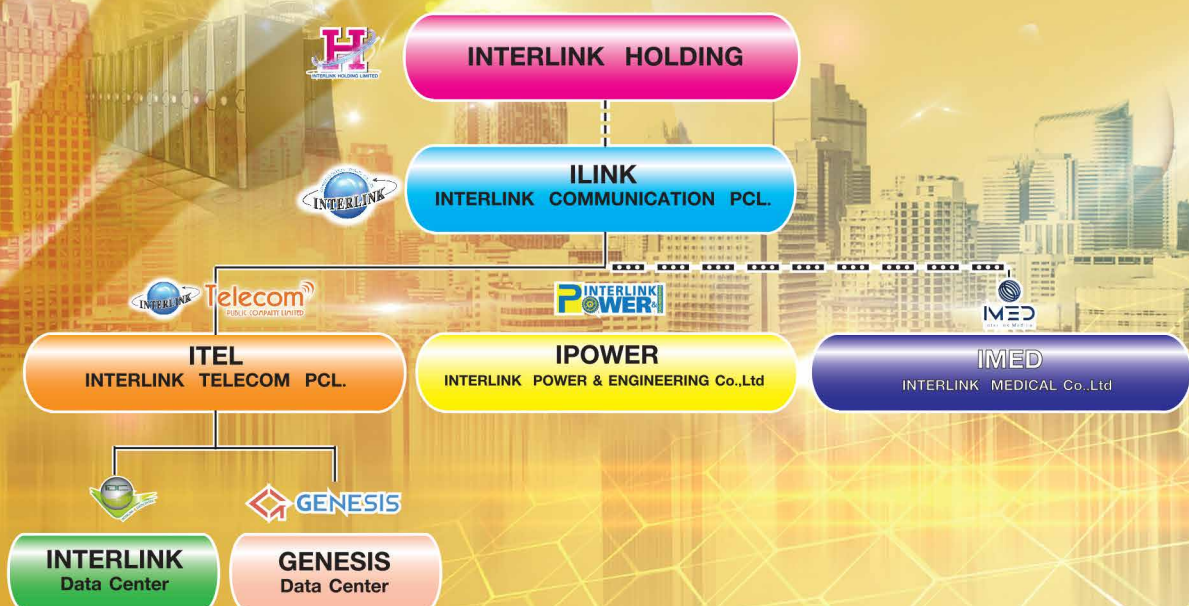 H
INTERLINK HOLDING LIMITED
INTERLINK HOLDING
INTERLINK
ILINK
INTERLINK COMMUNICATION PCL.
INTERLINK
Telecom
PUBLIC COMPANY LIMITED
INTERLINK
POWER&
IMED
Interlink Medical
ITEL
INTERLINK TELECOM PCL.
IPOWER
INTERLINK POWER & ENGINEERING Co.,Ltd
IMED
INTERLINK MEDICAL Co.,Ltd
GENESIS
INTERLINK
Data Center
GENESIS
Data Center